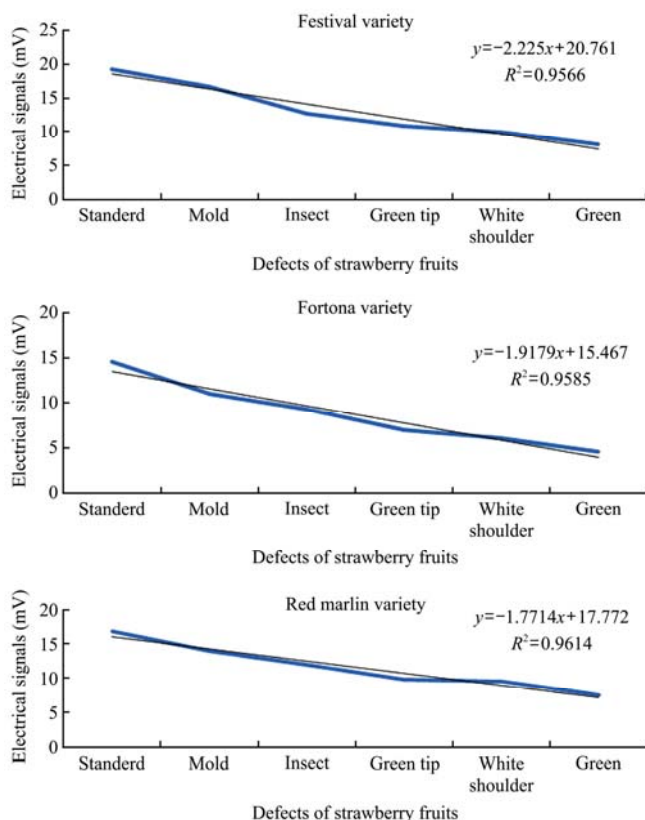 Festival variety
Electrical signals (mV)
25
20
15
10
5
0
y=−2.225x+20.761
R²=0.9566
Standerd Mold Insect Green tip White Green
shoulder
Defects of strawberry fruits
Fortona variety
Electrical signals (mV)
20
15
10
5
0
y=−1.9179x+15.467
R²=0.9585
Standerd Mold Insect Green tip White Green
shoulder
Defects of strawberry fruits
Red marlin variety
Electrical signals (mV)
20
15
10
5
0
y=−1.7714x+17.772
R²=0.9614
Standerd Mold Insect Green tip White Green
shoulder
Defects of strawberry fruits